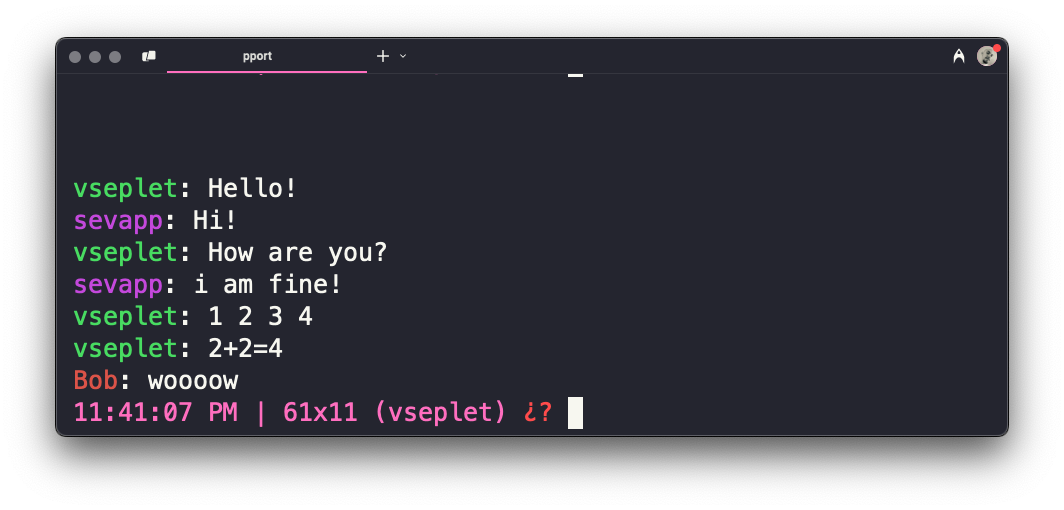 pport
vseplet: Hello!
sevapp: Hi!
vseplet: How are you?
sevapp: i am fine!
vseplet: 1 2 3 4
vseplet: 2+2=4
Bob: woooow
11:41:07 PM | 61x11 (vseplet) ¿?